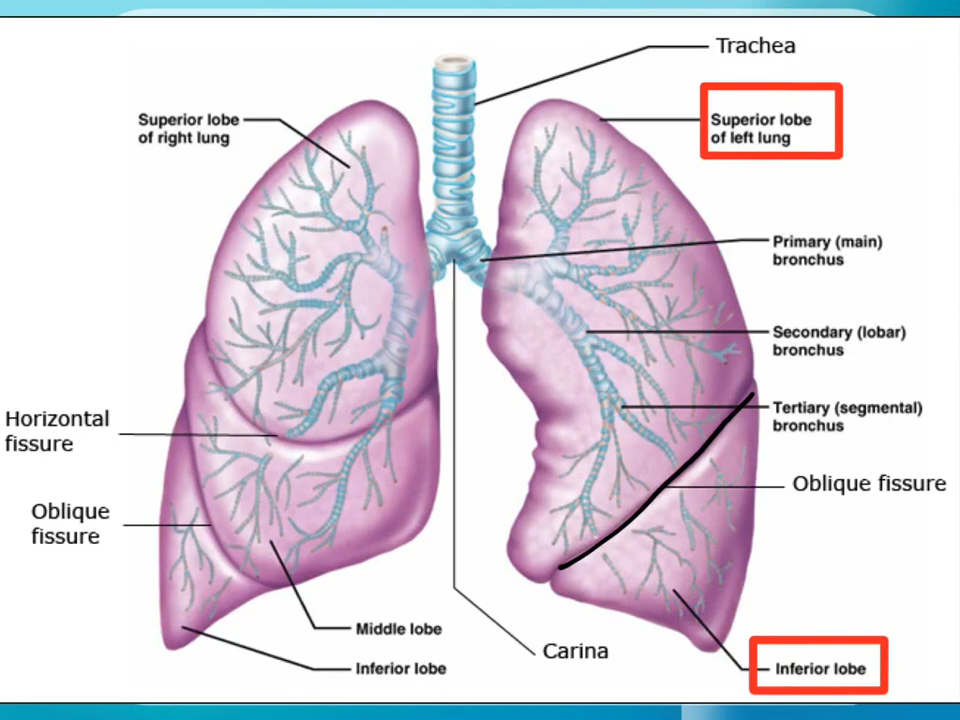 Trachea
Superior lobe
of right lung
Superior lobe
of left lung
Primary (main)
bronchus
Secondary (lobar)
bronchus
Tertiary (segmental)
bronchus
Horizontal
fissure
Oblique fissure
Oblique
fissure
Middle lobe
Carina
Inferior lobe
Inferior lobe